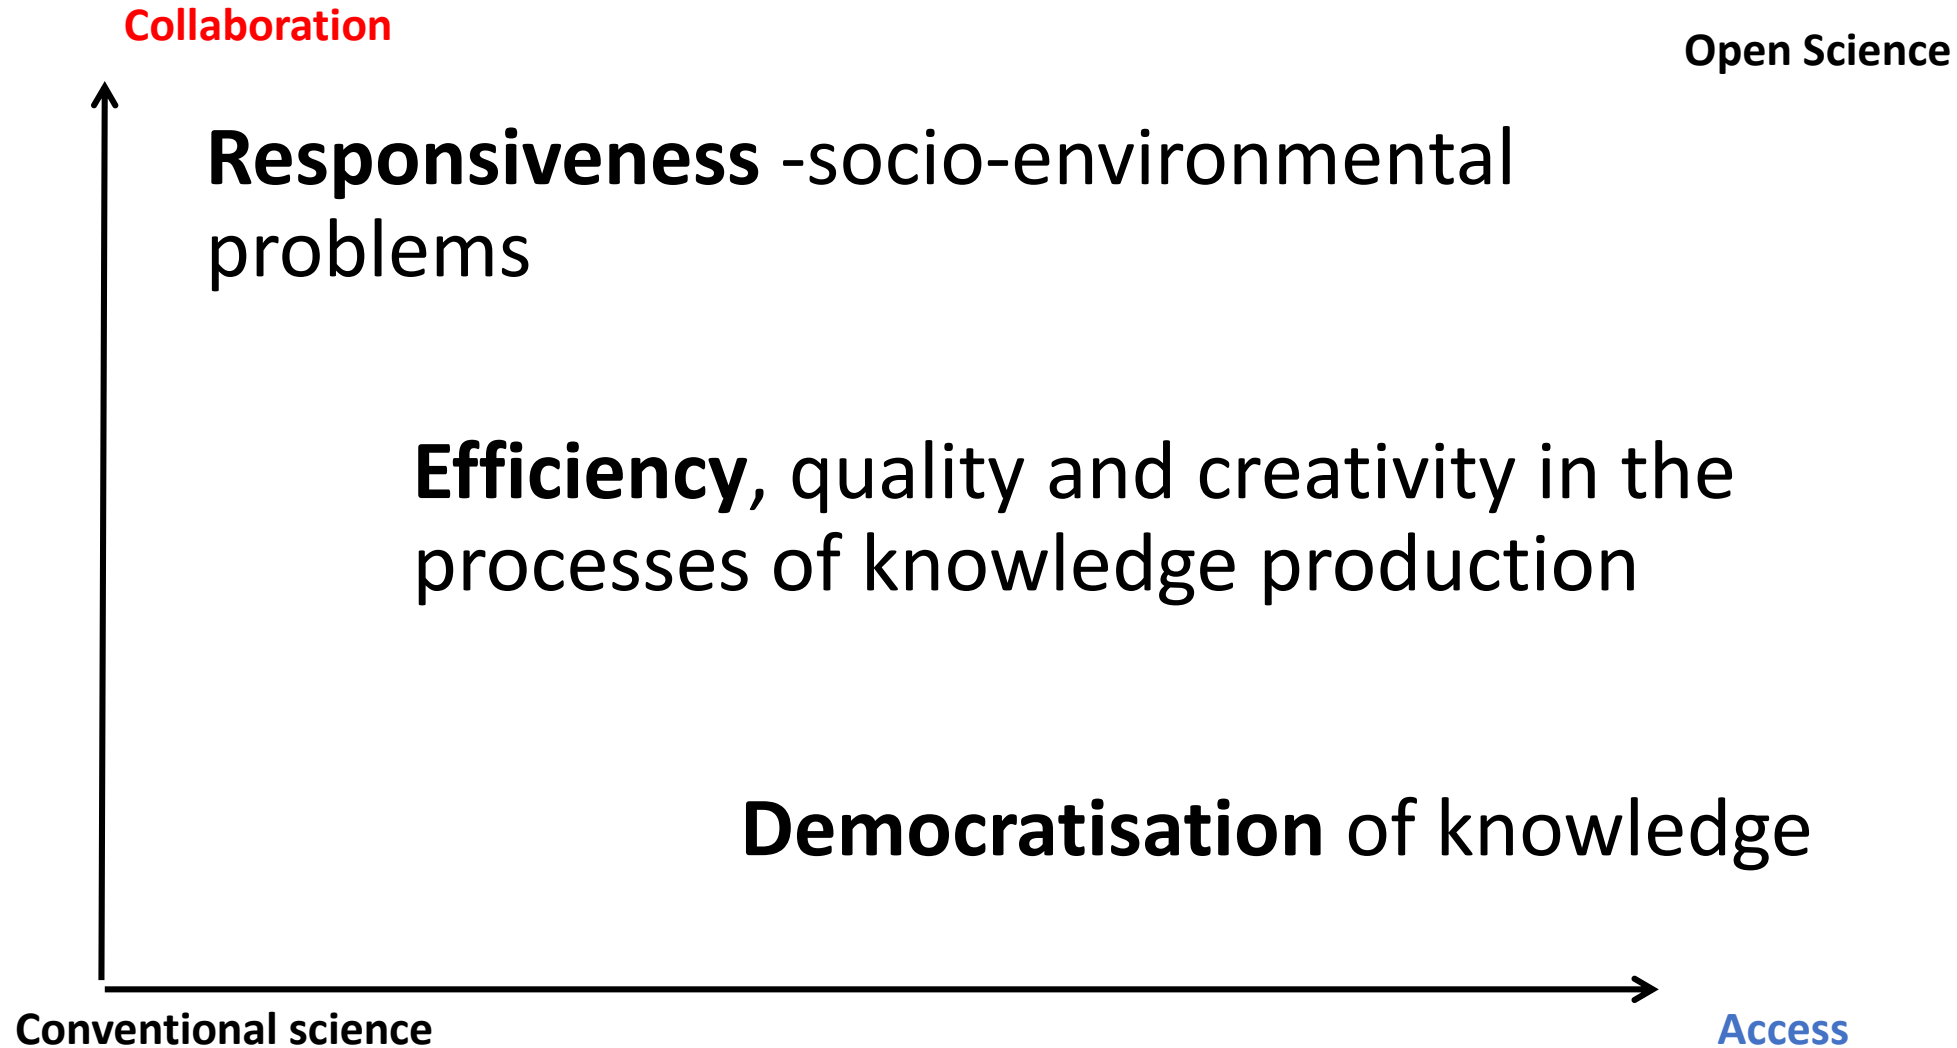 Collaboration
Open Science
Responsiveness -socio-environmental
problems
Efficiency, quality and creativity in the
processes of knowledge production
Democratisation of knowledge
Conventional science
Access